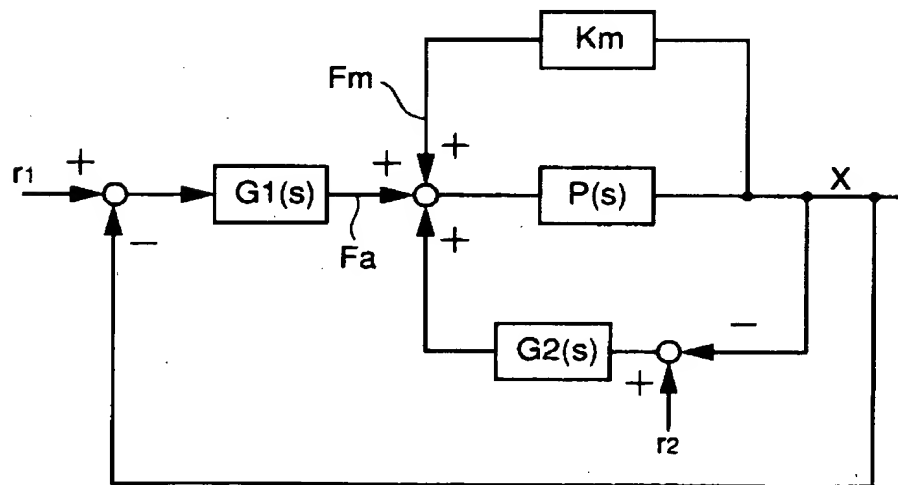 Km
Fm
+
+
+
r1
G1(s)
P(s)
X
−
Fa
+
−
G2(s)
+
r2